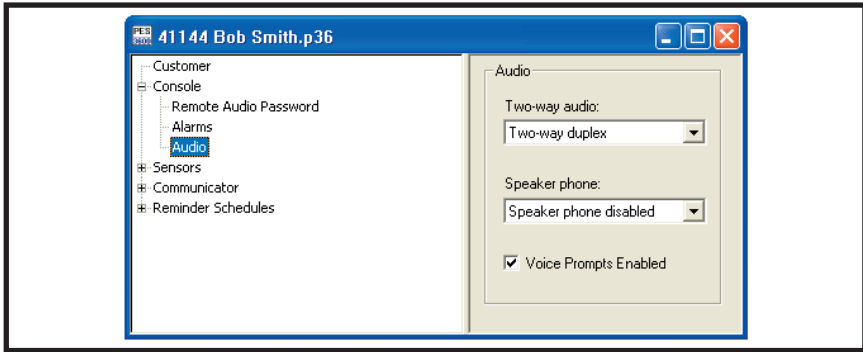 PES
3600
41144 Bob Smith.p36
Customer
Console
Remote Audio Password
Alarms
Audio
Sensors
Communicator
Reminder Schedules
Audio
Two-way audio:
Two-way duplex
Speaker phone:
Speaker phone disabled
Voice Prompts Enabled